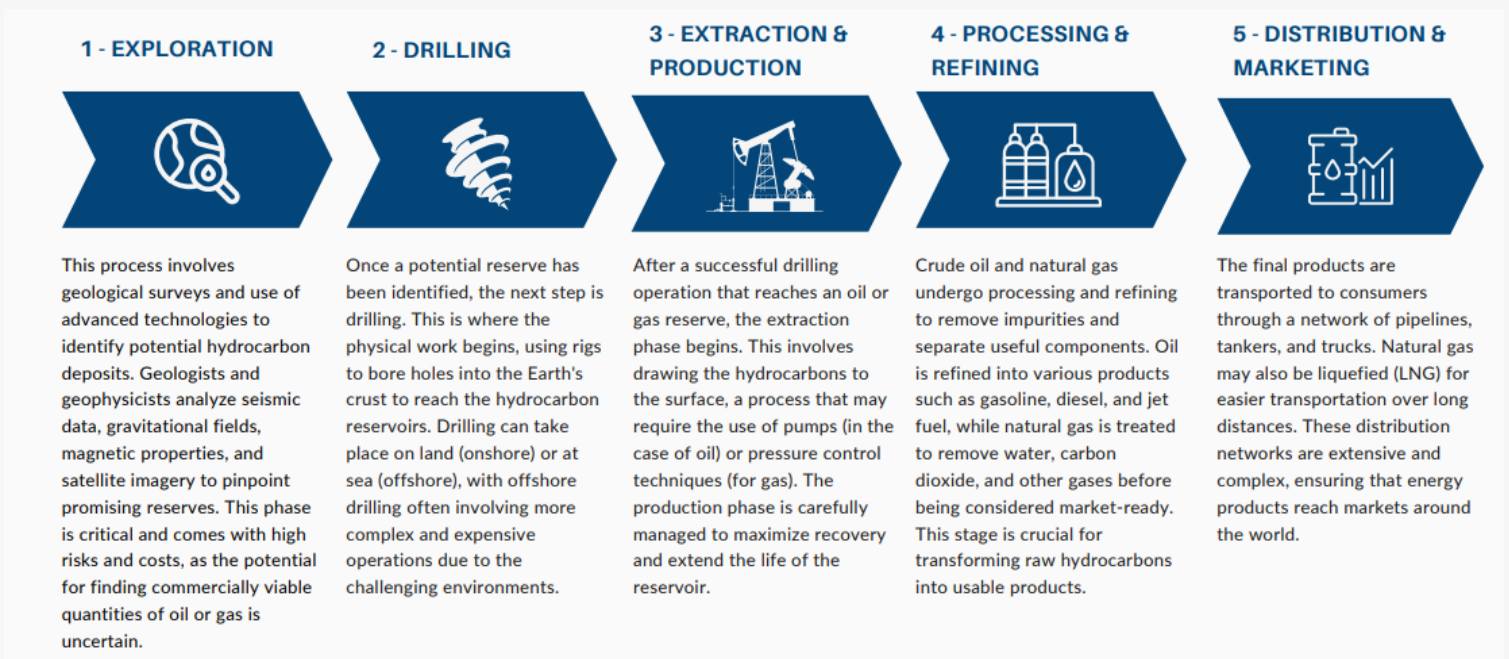 1 - EXPLORATION
This process involves
geological surveys and use of
advanced technologies to
identify potential hydrocarbon
deposits. Geologists and
geophysicists analyze seismic
data, gravitational fields,
magnetic properties, and
satellite imagery to pinpoint
promising reserves. This phase
is critical and comes with high
risks and costs, as the potential
for finding commercially viable
quantities of oil or gas is
uncertain.
2 - DRILLING
Once a potential reserve has
been identified, the next step is
drilling. This is where the
physical work begins, using rigs
to bore holes into the Earth's
crust to reach the hydrocarbon
reservoirs. Drilling can take
place on land (onshore) or at
sea (offshore), with offshore
drilling often involving more
complex and expensive
operations due to the
challenging environments.
3 - EXTRACTION &
PRODUCTION
After a successful drilling
operation that reaches an oil or
gas reserve, the extraction
phase begins. This involves
drawing the hydrocarbons to
the surface, a process that may
require the use of pumps (in the
case of oil) or pressure control
techniques (for gas). The
production phase is carefully
managed to maximize recovery
and extend the life of the
reservoir.
4 - PROCESSING &
REFINING
Crude oil and natural gas
undergo processing and refining
to remove impurities and
separate useful components. Oil
is refined into various products
such as gasoline, diesel, and jet
fuel, while natural gas is treated
to remove water, carbon
dioxide, and other gases before
being considered market-ready.
This stage is crucial for
transforming raw hydrocarbons
into usable products.
5 - DISTRIBUTION &
MARKETING
The final products are
transported to consumers
through a network of pipelines,
tankers, and trucks. Natural gas
may also be liquefied (LNG) for
easier transportation over long
distances. These distribution
networks are extensive and
complex, ensuring that energy
products reach markets around
the world.